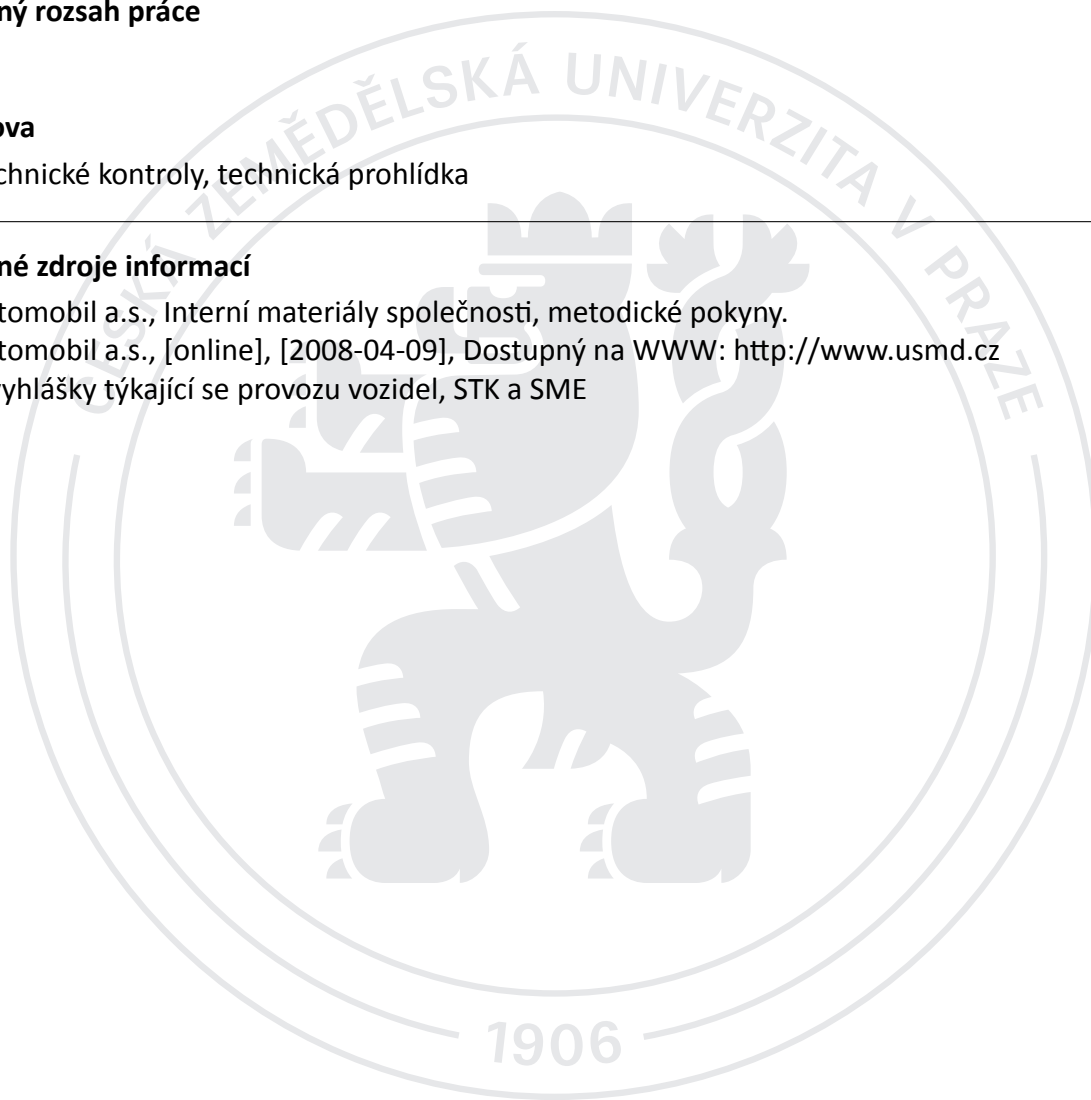 ný rozsah práce
ova
chnické kontroly, technická prohlídka
né zdroje informací
tomobil a.s., Interní materiály společnosti, metodické pokyny.
tomobil a.s., [online], [2008-04-09], Dostupný na WWW: http://www.usmd.cz
vyhlášky týkající se provozu vozidel, STK a SME
ČESKÁ ZEMĚDĚLSKÁ UNIVERZITA V PRAZE
1906